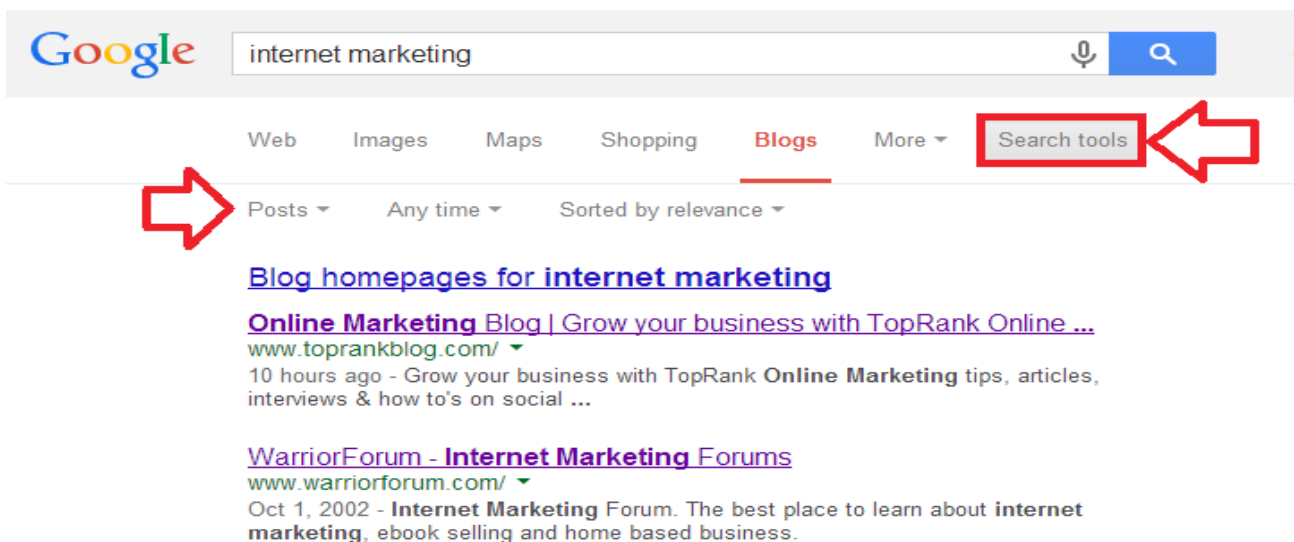 Google internet marketing
Web Images Maps Shopping Blogs More Search tools
Posts Any time Sorted by relevance
Blog homepages for internet marketing
Online Marketing Blog | Grow your business with TopRank Online ...
www.toprankblog.com/
10 hours ago - Grow your business with TopRank Online Marketing tips, articles,
interviews & how to's on social ...
WarriorForum - Internet Marketing Forums
www.warriorforum.com/
Oct 1, 2002 - Internet Marketing Forum. The best place to learn about internet
marketing, ebook selling and home based business.